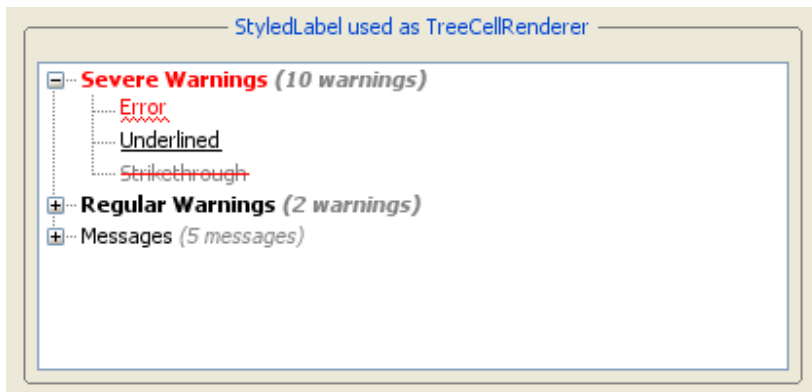 StyledLabel used as TreeCellRenderer
Severe Warnings (10 warnings)
Error
Underlined
Strikethrough
Regular Warnings (2 warnings)
Messages (5 messages)